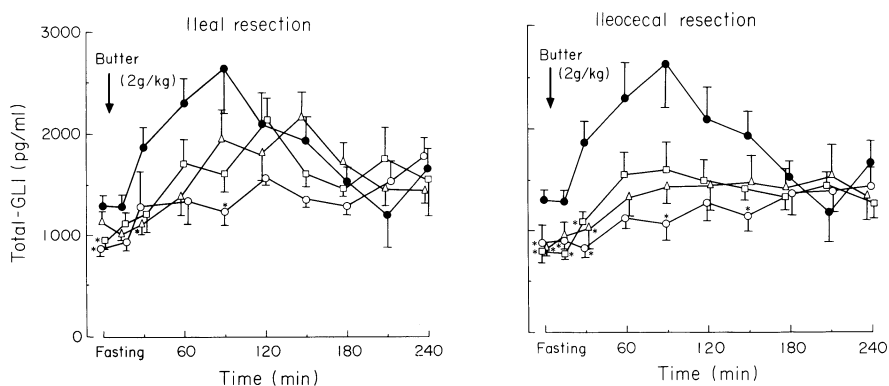 Ileal resection
3000
Butter
(2g/kg)
2000
1000
0
Total-GLI (pg/ml)
Fasting 60 120 180 240
Time (min)
Ileocecal resection
Butter
(2g/kg)
Fasting 60 120 180 240
Time (min)